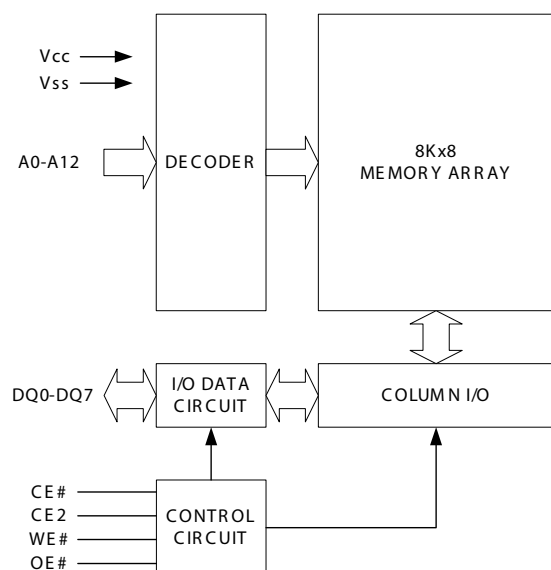 Vcc
Vss
A0-A12
DECODER
8Kx8
MEMORY ARRAY
DQ0-DQ7
I/O DATA
CIRCUIT
COLUMN I/O
CE#
CE2
WE#
OE#
CONTROL
CIRCUIT